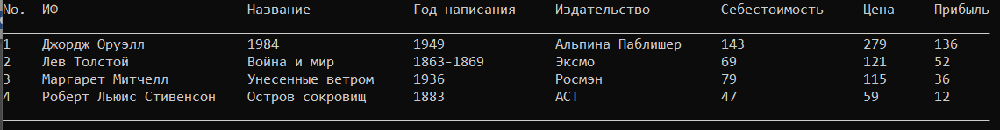 No. ИФ Название Год написания Издательство Себестоимость Цена Прибыль
1 Джордж Оруэлл 1984 1949 Альпина Паблишер 143 279 136
2 Лев Толстой Война и мир 1863-1869 Эксмо 69 121 52
3 Маргарет Митчелл Унесенные ветром 1936 Росмэн 79 115 36
4 Роберт Льюис Стивенсон Остров сокровищ 1883 АСТ 47 59 12